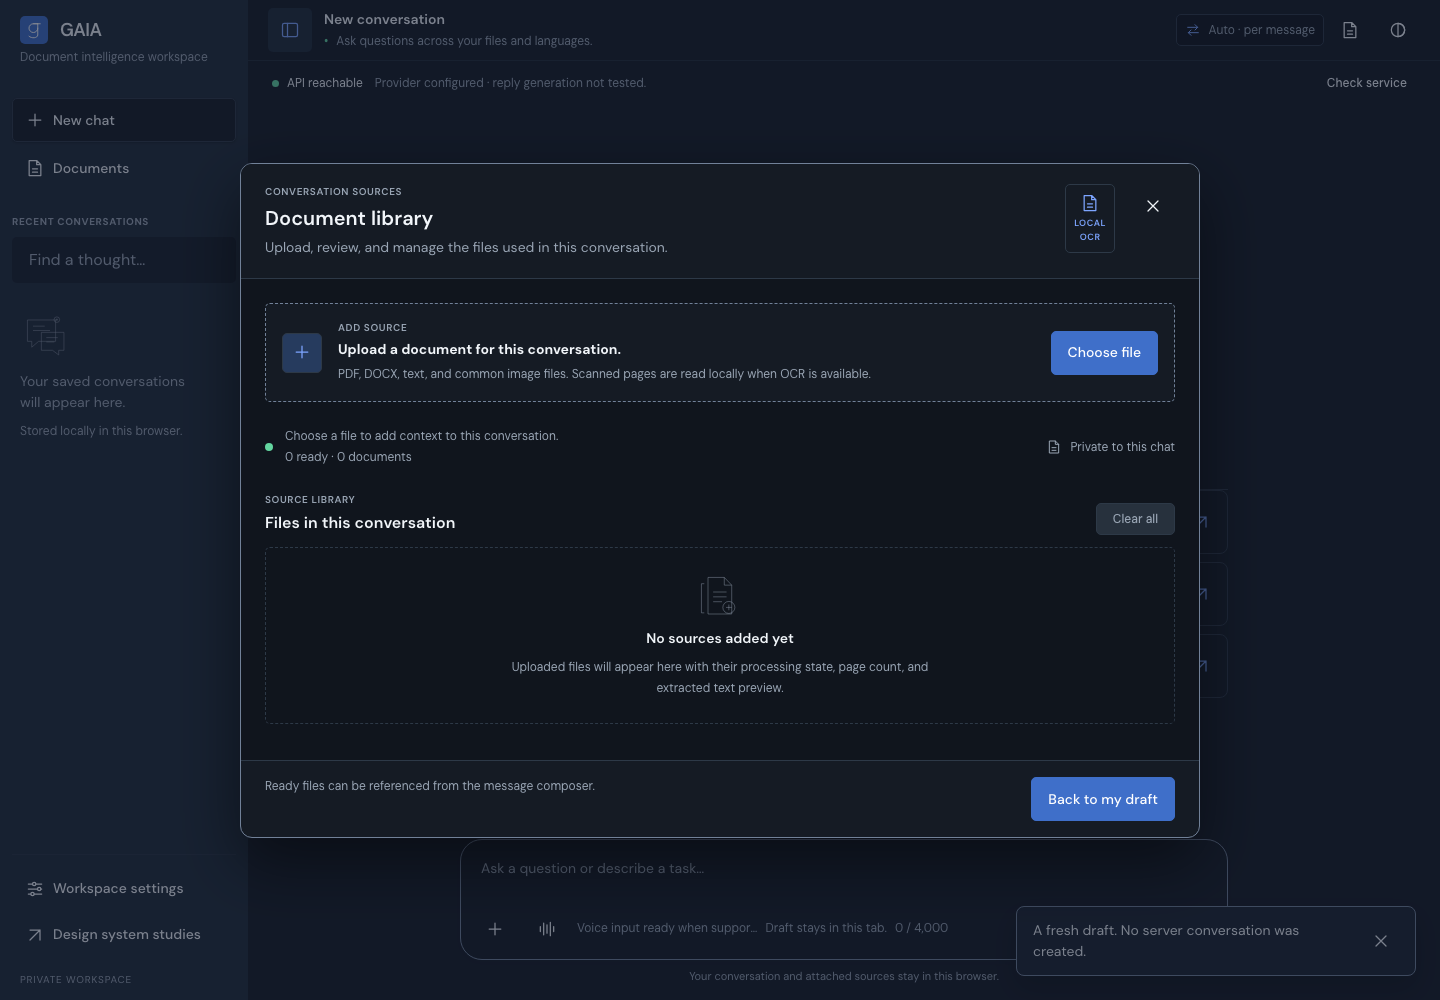 GAIA
Document intelligence workspace
New chat
Documents
RECENT CONVERSATIONS
Find a thought...
Your saved conversations
will appear here.
Stored locally in this browser.
Workspace settings
Design system studies
PRIVATE WORKSPACE
New conversation
• Ask questions across your files and languages.
Auto · per message
API reachable Provider configured · reply generation not tested.
Check service
CONVERSATION SOURCES
Document library
Upload, review, and manage the files used in this conversation.
LOCAL
OCR
ADD SOURCE
Upload a document for this conversation.
PDF, DOCX, text, and common image files. Scanned pages are read locally when OCR is available.
Choose file
Choose a file to add context to this conversation.
0 ready · 0 documents
Private to this chat
SOURCE LIBRARY
Files in this conversation
Clear all
No sources added yet
Uploaded files will appear here with their processing state, page count, and
extracted text preview.
Ready files can be referenced from the message composer.
Back to my draft
Ask a question or describe a task...
Voice input ready when suppor... Draft stays in this tab. 0 / 4,000
Your conversation and attached sources stay in this browser.
A fresh draft. No server conversation was
created.